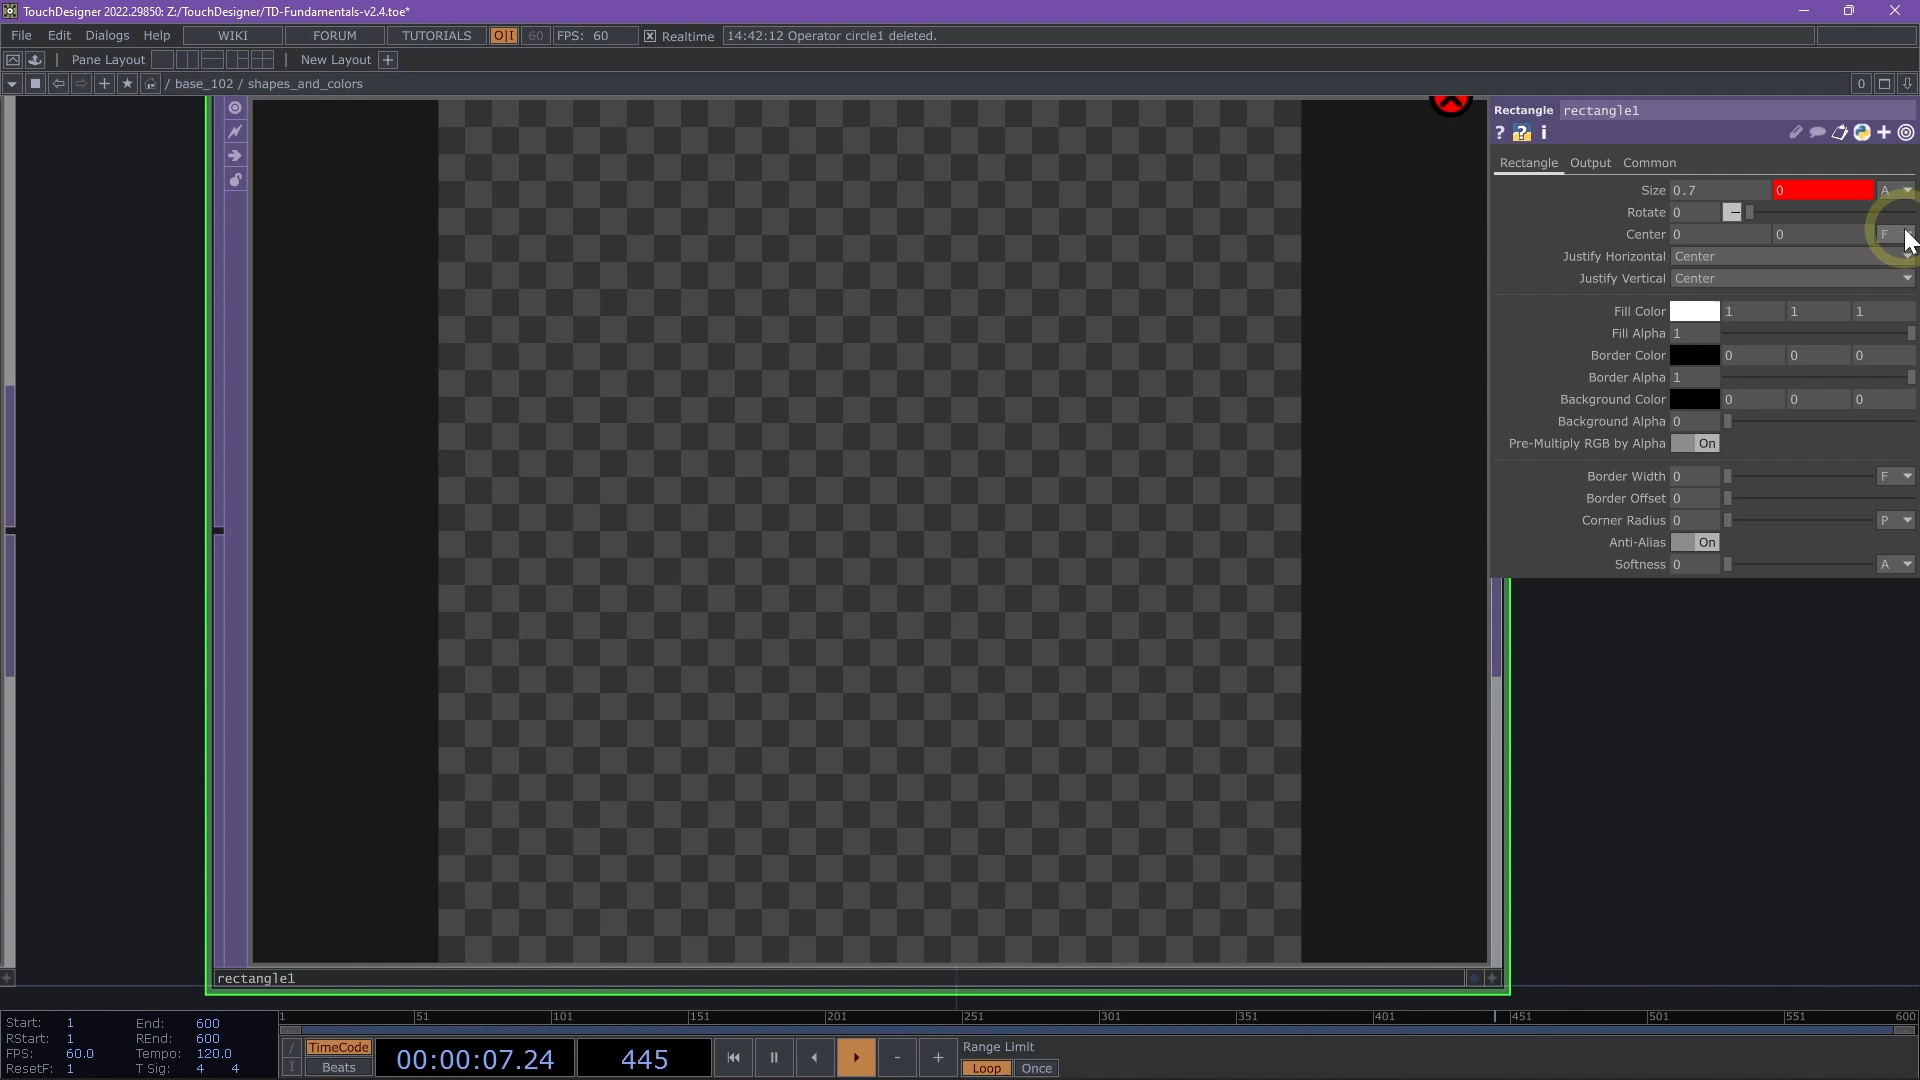 TouchDesigner 2022.29850: Z:/TouchDesigner/TD-Fundamentals-v2.4.toe*
File Edit Dialogs Help WIKI FORUM TUTORIALS O|I 60 FPS: 60 Realtime 14:42:12 Operator circle1 deleted.
Pane Layout New Layout +
/ base_102 / shapes_and_colors 0
Rectangle rectangle1
? ? i
Rectangle Output Common
Size 0.7 0 A
Rotate 0
Center 0 0 F
Justify Horizontal Center
Justify Vertical Center
Fill Color 1 1 1
Fill Alpha 1
Border Color 0 0 0
Border Alpha 1
Background Color 0 0 0
Background Alpha 0
Pre-Multiply RGB by Alpha On
Border Width 0 F
Border Offset 0
Corner Radius 0 P
Anti-Alias On
Softness 0 A
rectangle1
1 51 101 151 201 251 301 351 401 451 501 551 600
Start: 1 End: 600
RStart: 1 REnd: 600
FPS: 60.0 Tempo: 120.0
ResetF: 1 T Sig: 4 4
TimeCode
Beats
00:00:07.24 445 - +
Range Limit
Loop Once